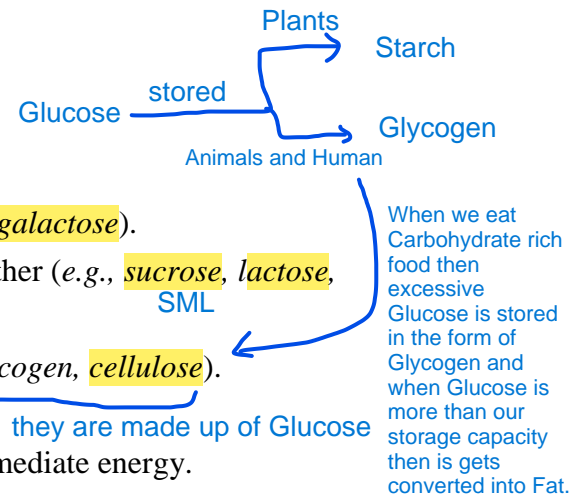 Plants
Starch
stored
Glucose
Glycogen
Animals and Human
galactose).
When we eat
Carbohydrate rich
food then
excessive
Glucose is stored
in the form of
Glycogen and
when Glucose is
more than our
storage capacity
then is gets
converted into Fat.
ther (e.g., sucrose, lactose,
SML
cogen, cellulose).
they are made up of Glucose
mediate energy.